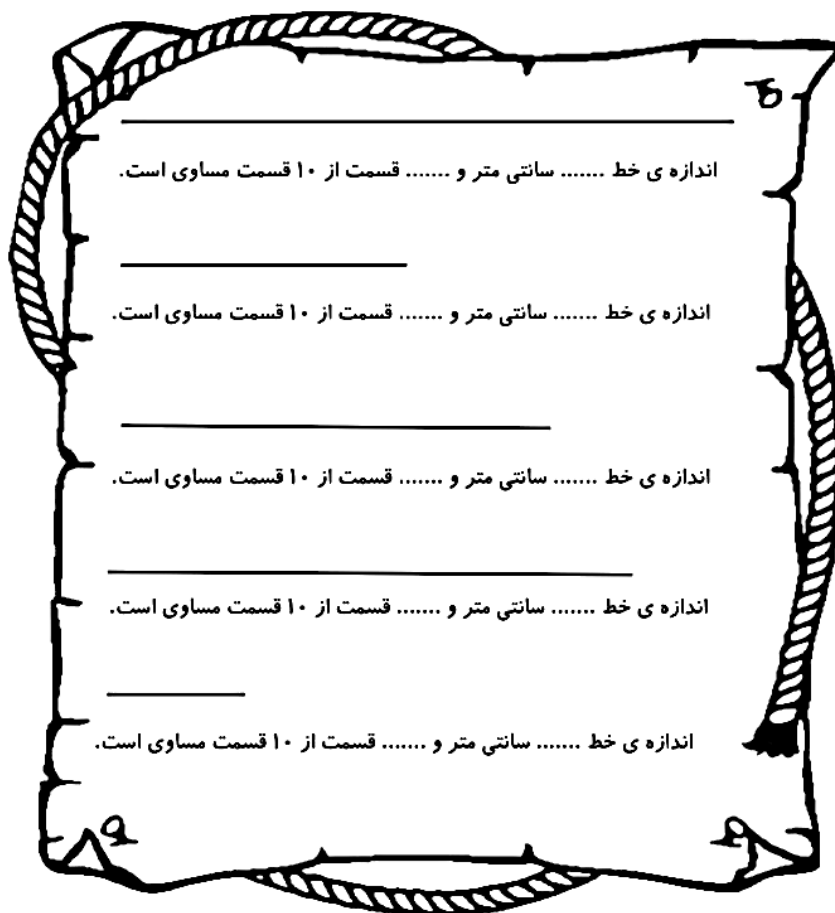 اندازه ی خط ....... سانتی متر و ....... قسمت از ۱۰ قسمت مساوی است.
اندازه ی خط ....... سانتی متر و ....... قسمت از ۱۰ قسمت مساوی است.
اندازه ی خط ....... سانتی متر و ....... قسمت از ۱۰ قسمت مساوی است.
اندازه ی خط ....... سانتی متر و ....... قسمت از ۱۰ قسمت مساوی است.
اندازه ی خط ....... سانتی متر و ....... قسمت از ۱۰ قسمت مساوی است.